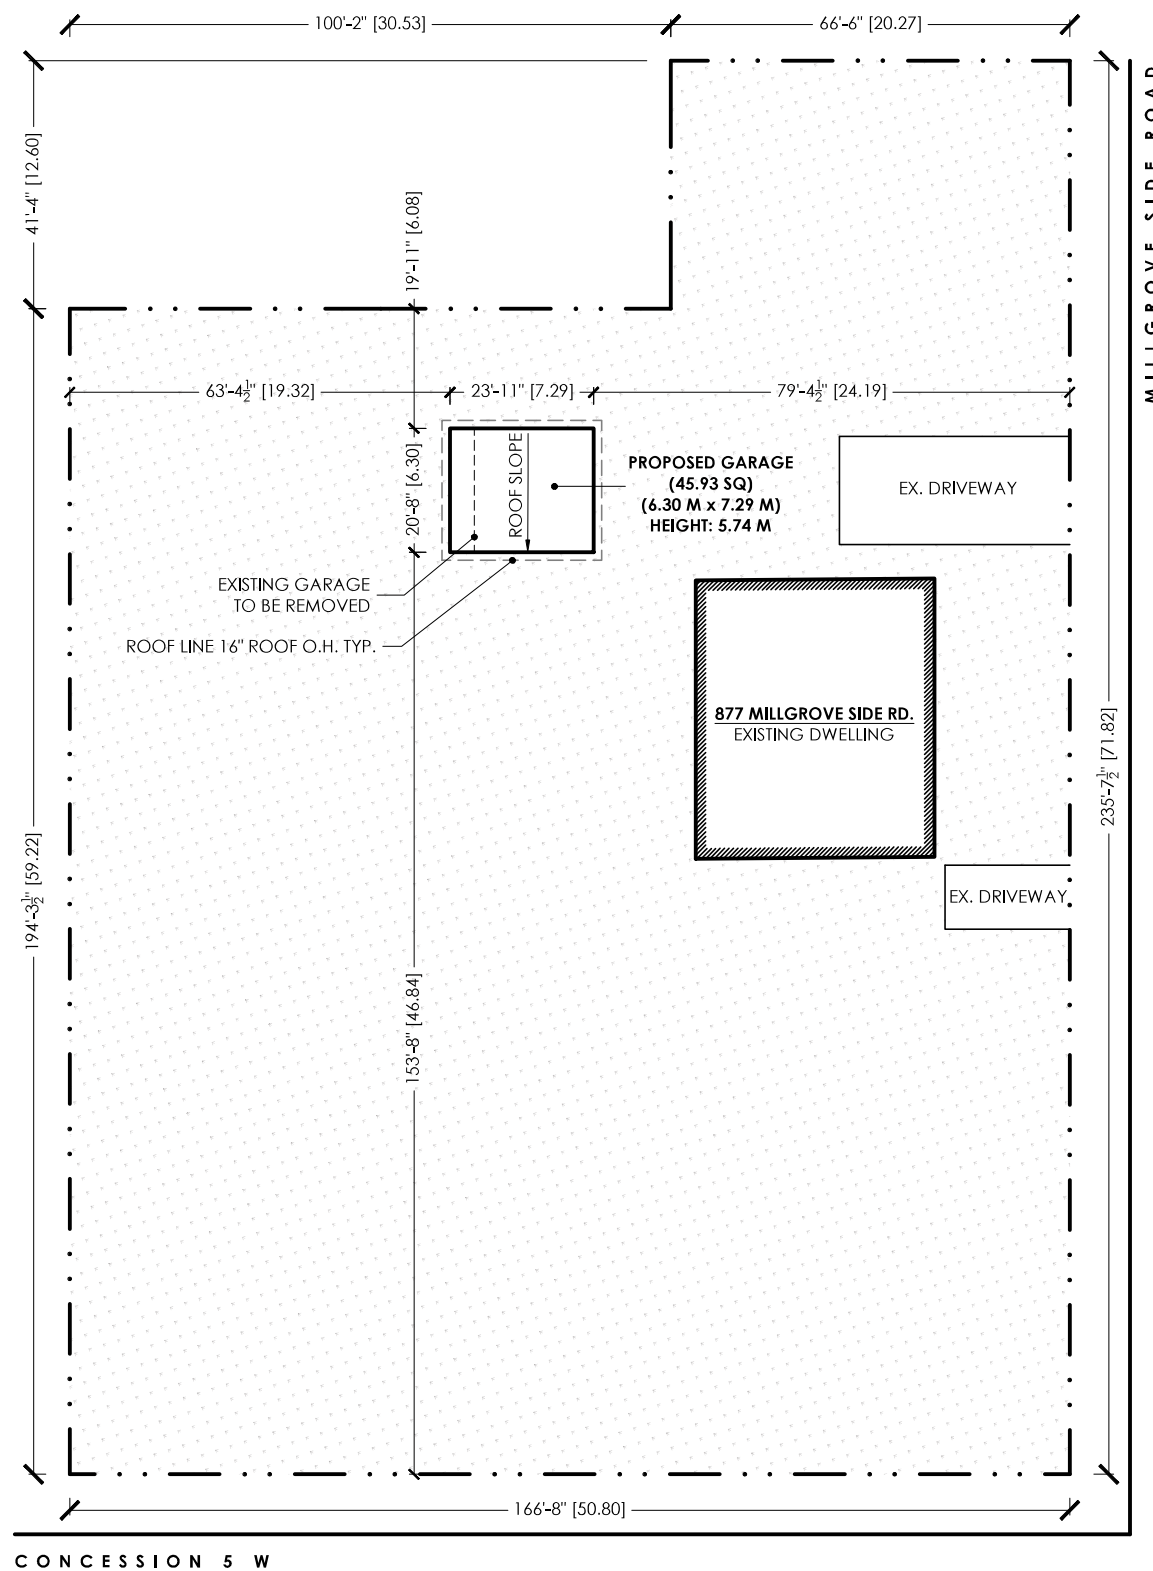 100'-2" [30.53]
66'-6" [20.27]
MILLGROVE SIDE ROAD
41'-4" [12.60]
19'-11" [6.08]
63'-4½" [19.32]
23'-11" [7.29]
79'-4½" [24.19]
20'-8" [6.30]
ROOF SLOPE
PROPOSED GARAGE
(45.93 SQ)
(6.30 M x 7.29 M)
HEIGHT: 5.74 M
EX. DRIVEWAY
EXISTING GARAGE
TO BE REMOVED
ROOF LINE 16" ROOF O.H. TYP.
877 MILLGROVE SIDE RD.
EXISTING DWELLING
235'-7½" [71.82]
194'-3½" [59.22]
EX. DRIVEWAY
153'-8" [46.84]
166'-8" [50.80]
CONCESSION 5 W